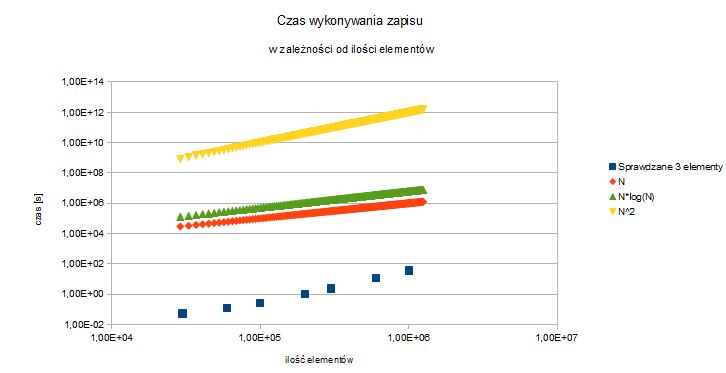 Czas wykonywania zapisu
w zależności od ilości elementów
1,00E+14
1,00E+12
1,00E+10
1,00E+08
1,00E+06
1,00E+04
1,00E+02
1,00E+00
1,00E-02
czas [s]
1,00E+04
1,00E+05
1,00E+06
1,00E+07
ilość elementów
Sprawdzane 3 elementy
N
N*log(N)
N^2